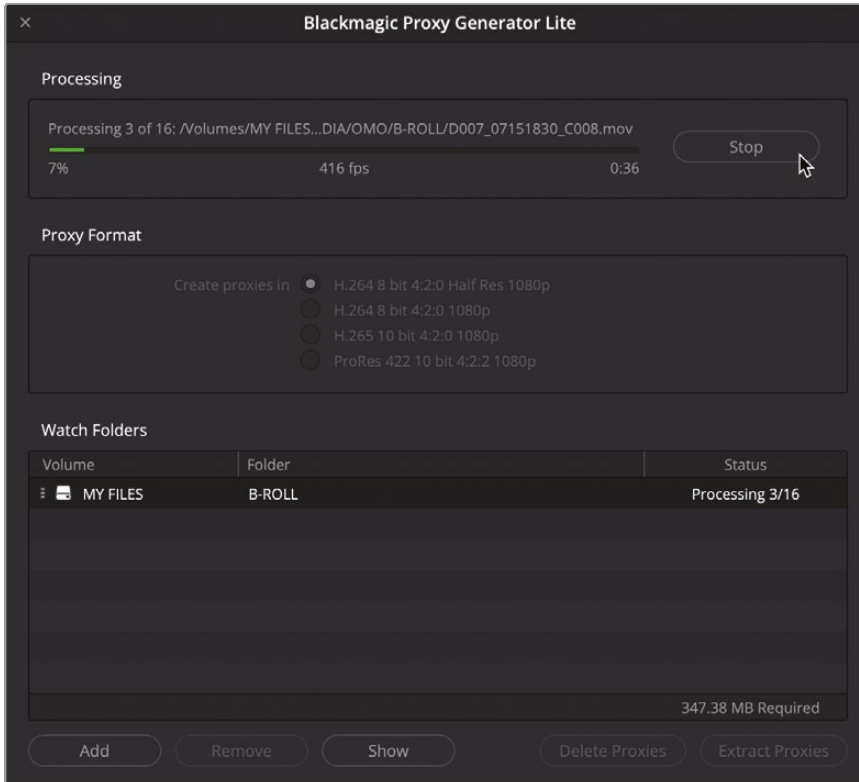 Blackmagic Proxy Generator Lite
Processing
Processing 3 of 16: /Volumes/MY FILES...DIA/OMO/B-ROLL/D007_07151830_C008.mov
Stop
7% 416 fps 0:36
Proxy Format
Create proxies in H.264 8 bit 4:2:0 Half Res 1080p
H.264 8 bit 4:2:0 1080p
H.265 10 bit 4:2:0 1080p
ProRes 422 10 bit 4:2:2 1080p
Watch Folders
Volume Folder Status
MY FILES B-ROLL Processing 3/16
347.38 MB Required
Add Remove Show Delete Proxies Extract Proxies